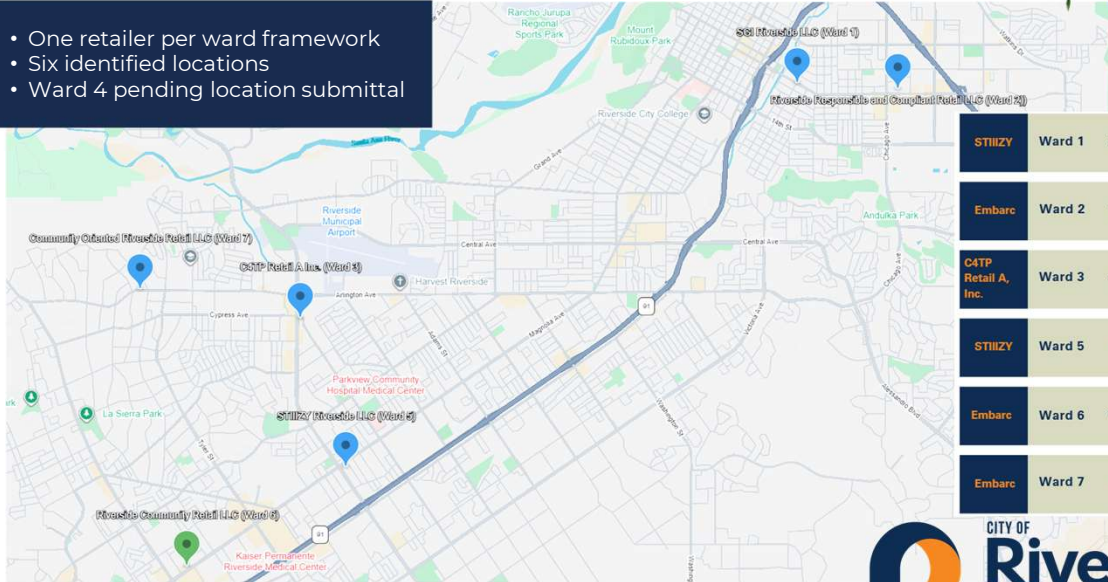 • One retailer per ward framework
• Six identified locations
• Ward 4 pending location submittal
Rancho Jurupa
Regional
Sports Park
Mount
Rubidoux Park
SGI Riverside LLC (Ward 1)
Walkers Dr
Riverside Responsible and Compliant Retail LLC (Ward 2)
Riverside City College
14th St
Santa Ana River
Grand Ave
Chicago Ave
STIIIZY Ward 1
Embarc Ward 2
Andulka Park
Riverside
Municipal
Airport
Community Oriented Riverside Retail LLC (Ward 7)
Central Ave
Central Ave
Chicago Ave
C4TP Retail A Inc. (Ward 3)
Harvest Riverside
C4TP
Retail A,
Inc.
Ward 3
Arlington Ave
91
Cypress Ave
Adams St
Magnolia Ave
Victoria Ave
STIIIZY Ward 5
Parkview Community
Hospital Medical Center
Alessandro Blvd
ark
La Sierra Park
Washington St
STIIIZY Riverside LLC (Ward 5)
Embarc Ward 6
Tyler St
Embarc Ward 7
Riverside Community Retail LLC (Ward 6)
91
Kaiser Permanente
Riverside Medical Center
Washington
CITY OF
Rive